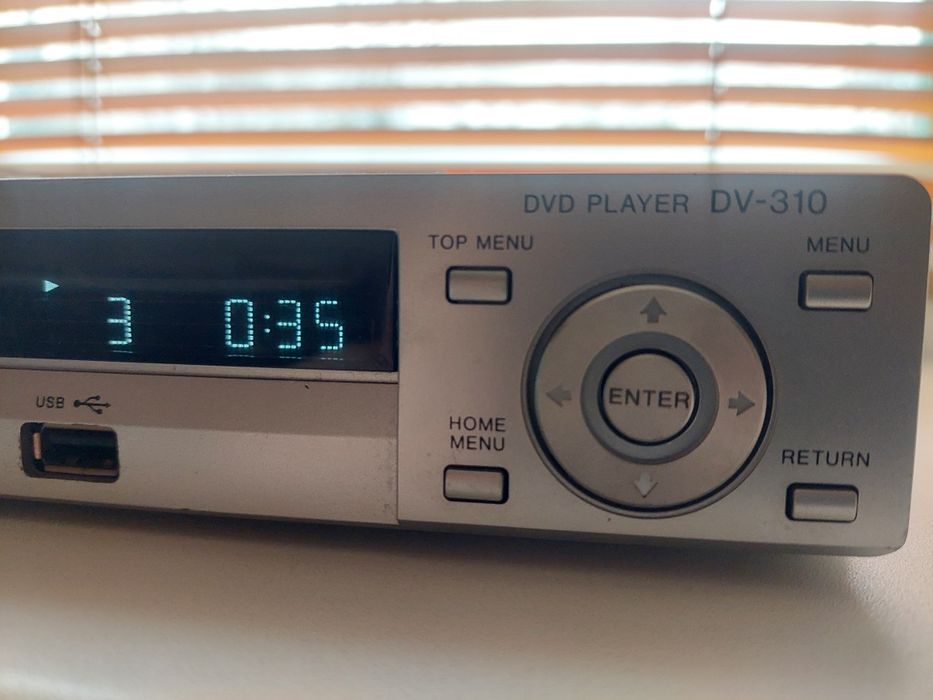 DVD PLAYER DV-310
TOP MENU
MENU
3 0:35
ENTER
USB
HOME
MENU
RETURN